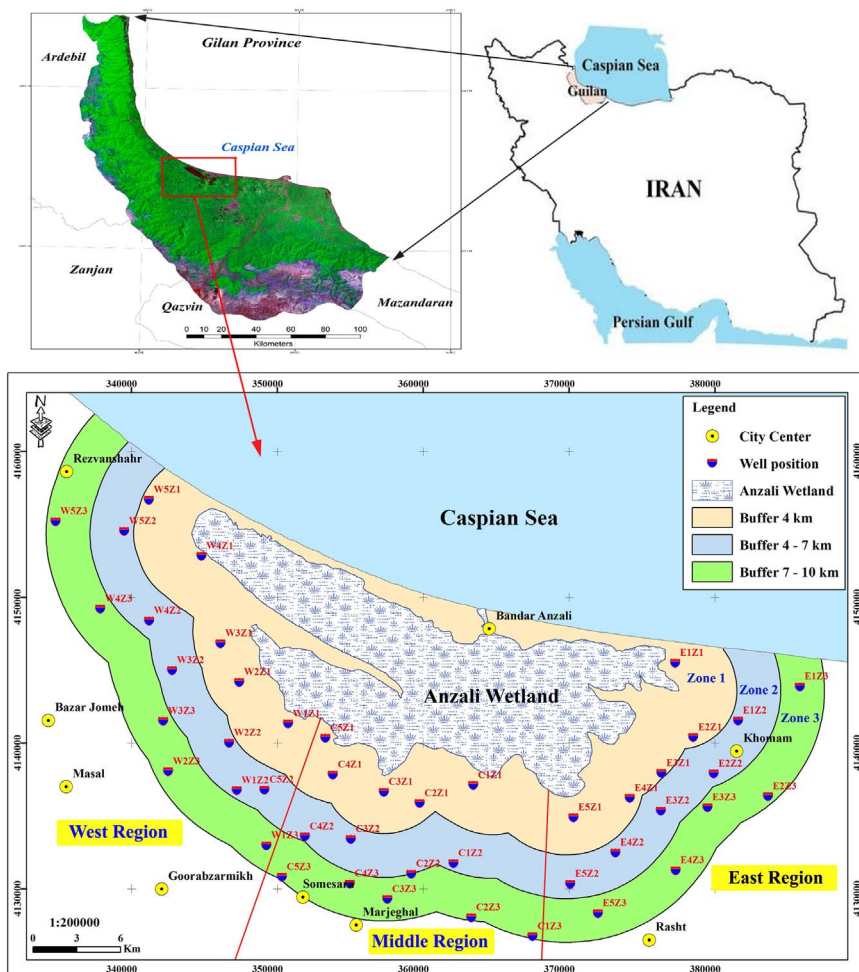 Gilan Province
Ardebil
Caspian Sea
Zanjan
Qazvin
Mazandaran
0 10 20 40 60 80 100
Kilometers
Caspian Sea
Guilan
IRAN
Persian Gulf
340000 350000 360000 370000 380000
N
4160000
4150000
4140000
4130000
4160000
4150000
4140000
4130000
Legend
City Center
Well position
Anzali Wetland
Buffer 4 km
Buffer 4 - 7 km
Buffer 7 - 10 km
Rezvanshahr
W5Z1
W5Z3
W5Z2
Caspian Sea
W4Z1
W4Z3
W4Z2
Bandar Anzali
W3Z1
E1Z1
W3Z2
W2Z1
Zone 1
Zone 2
E1Z3
Anzali Wetland
Bazar Jomeh
W3Z3
W1Z1
E1Z2
Zone 3
W2Z2
C5Z1
E2Z1
Khomam
W2Z3
C4Z1
E3Z1
E2Z2
Masal
W1Z2
C5Z2
C3Z1
C1Z1
C2Z1
E4Z1
E2Z3
E5Z1
E3Z2
E3Z3
West Region
C4Z2
C3Z2
W1Z3
E4Z2
C1Z2
C2Z2
C5Z3
C4Z3
E5Z2
E4Z3
East Region
Goorabzarmikh
Somesara
C3Z3
Marjeghal
C2Z3
E5Z3
C1Z3
Rasht
Middle Region
1:200000
0 3 6
Km
340000 350000 360000 370000 380000